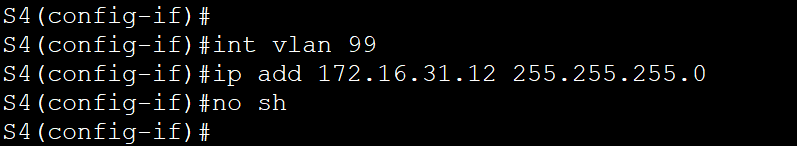 S4(config-if)#
S4(config-if)#int vlan 99
S4(config-if)#ip add 172.16.31.12 255.255.255.0
S4(config-if)#no sh
S4(config-if)#